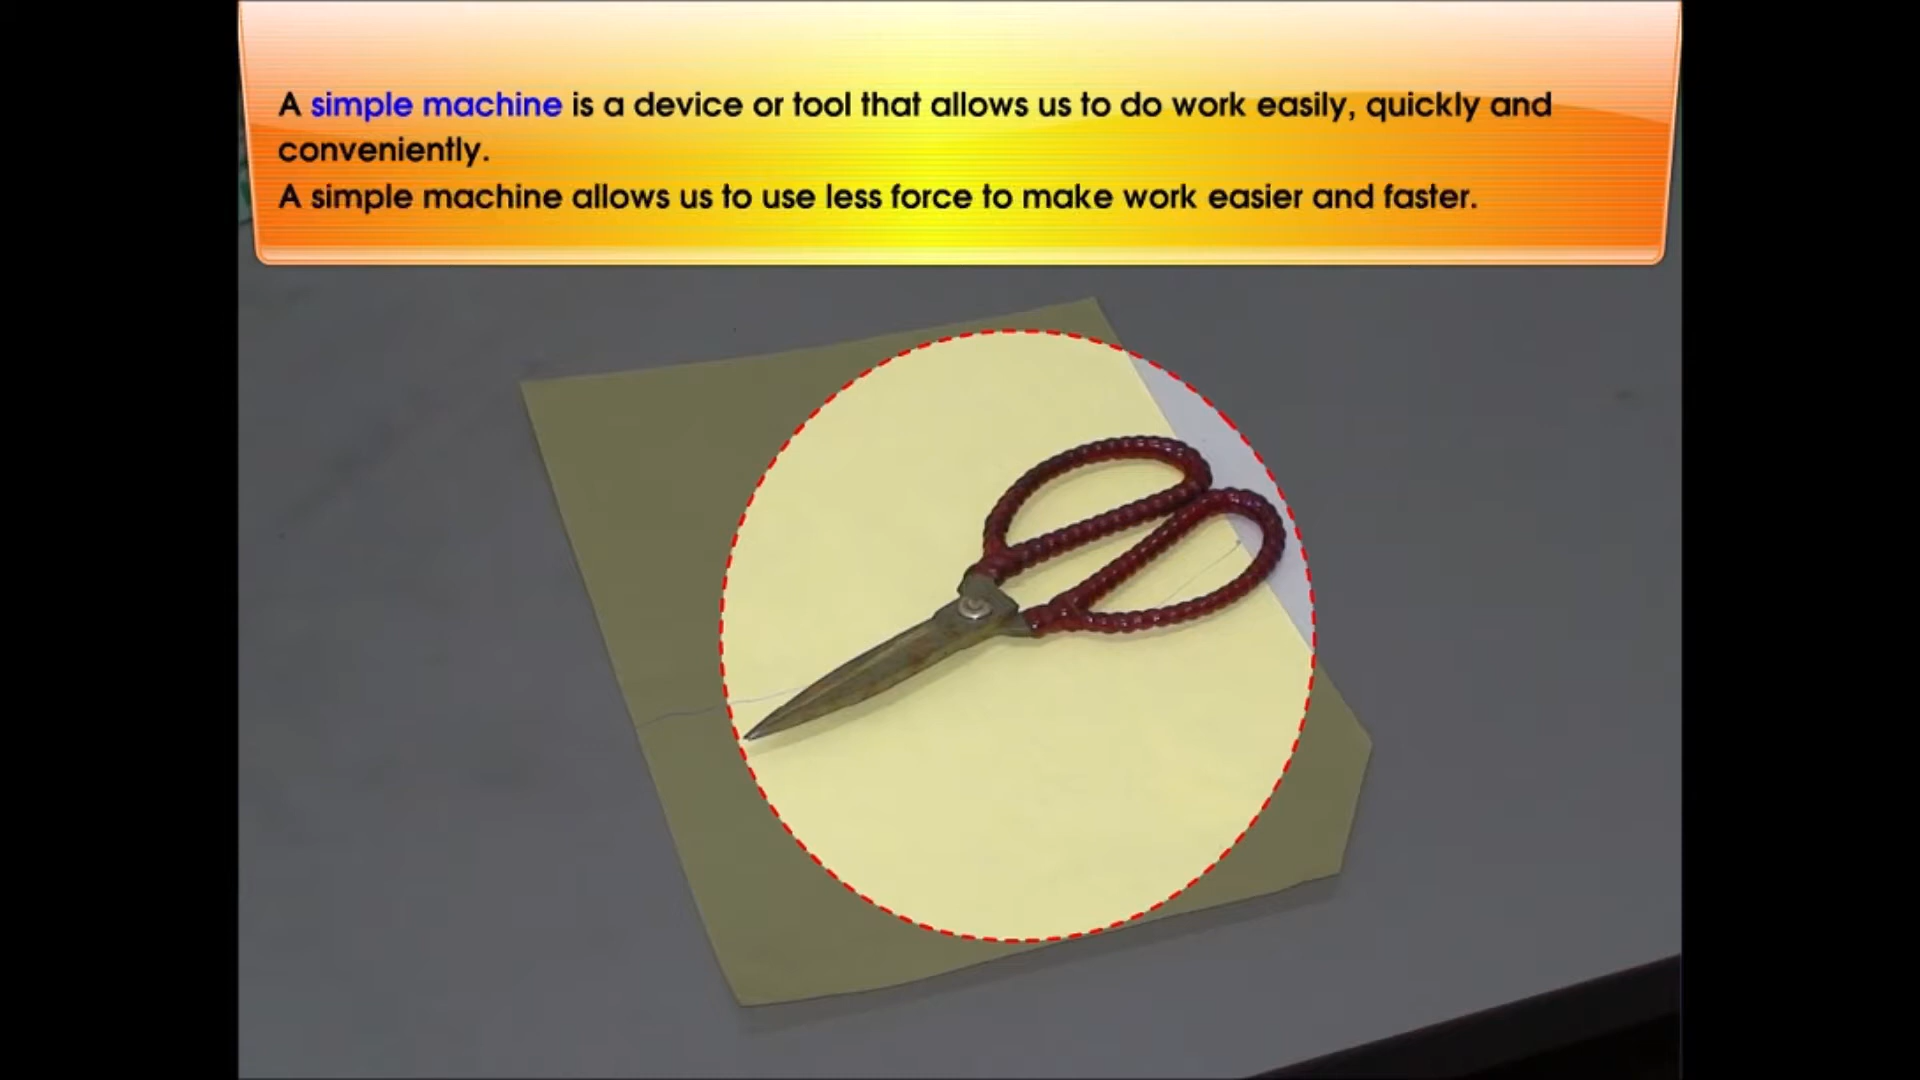 A simple machine is a device or tool that allows us to do work easily, quickly and
conveniently.
A simple machine allows us to use less force to make work easier and faster.